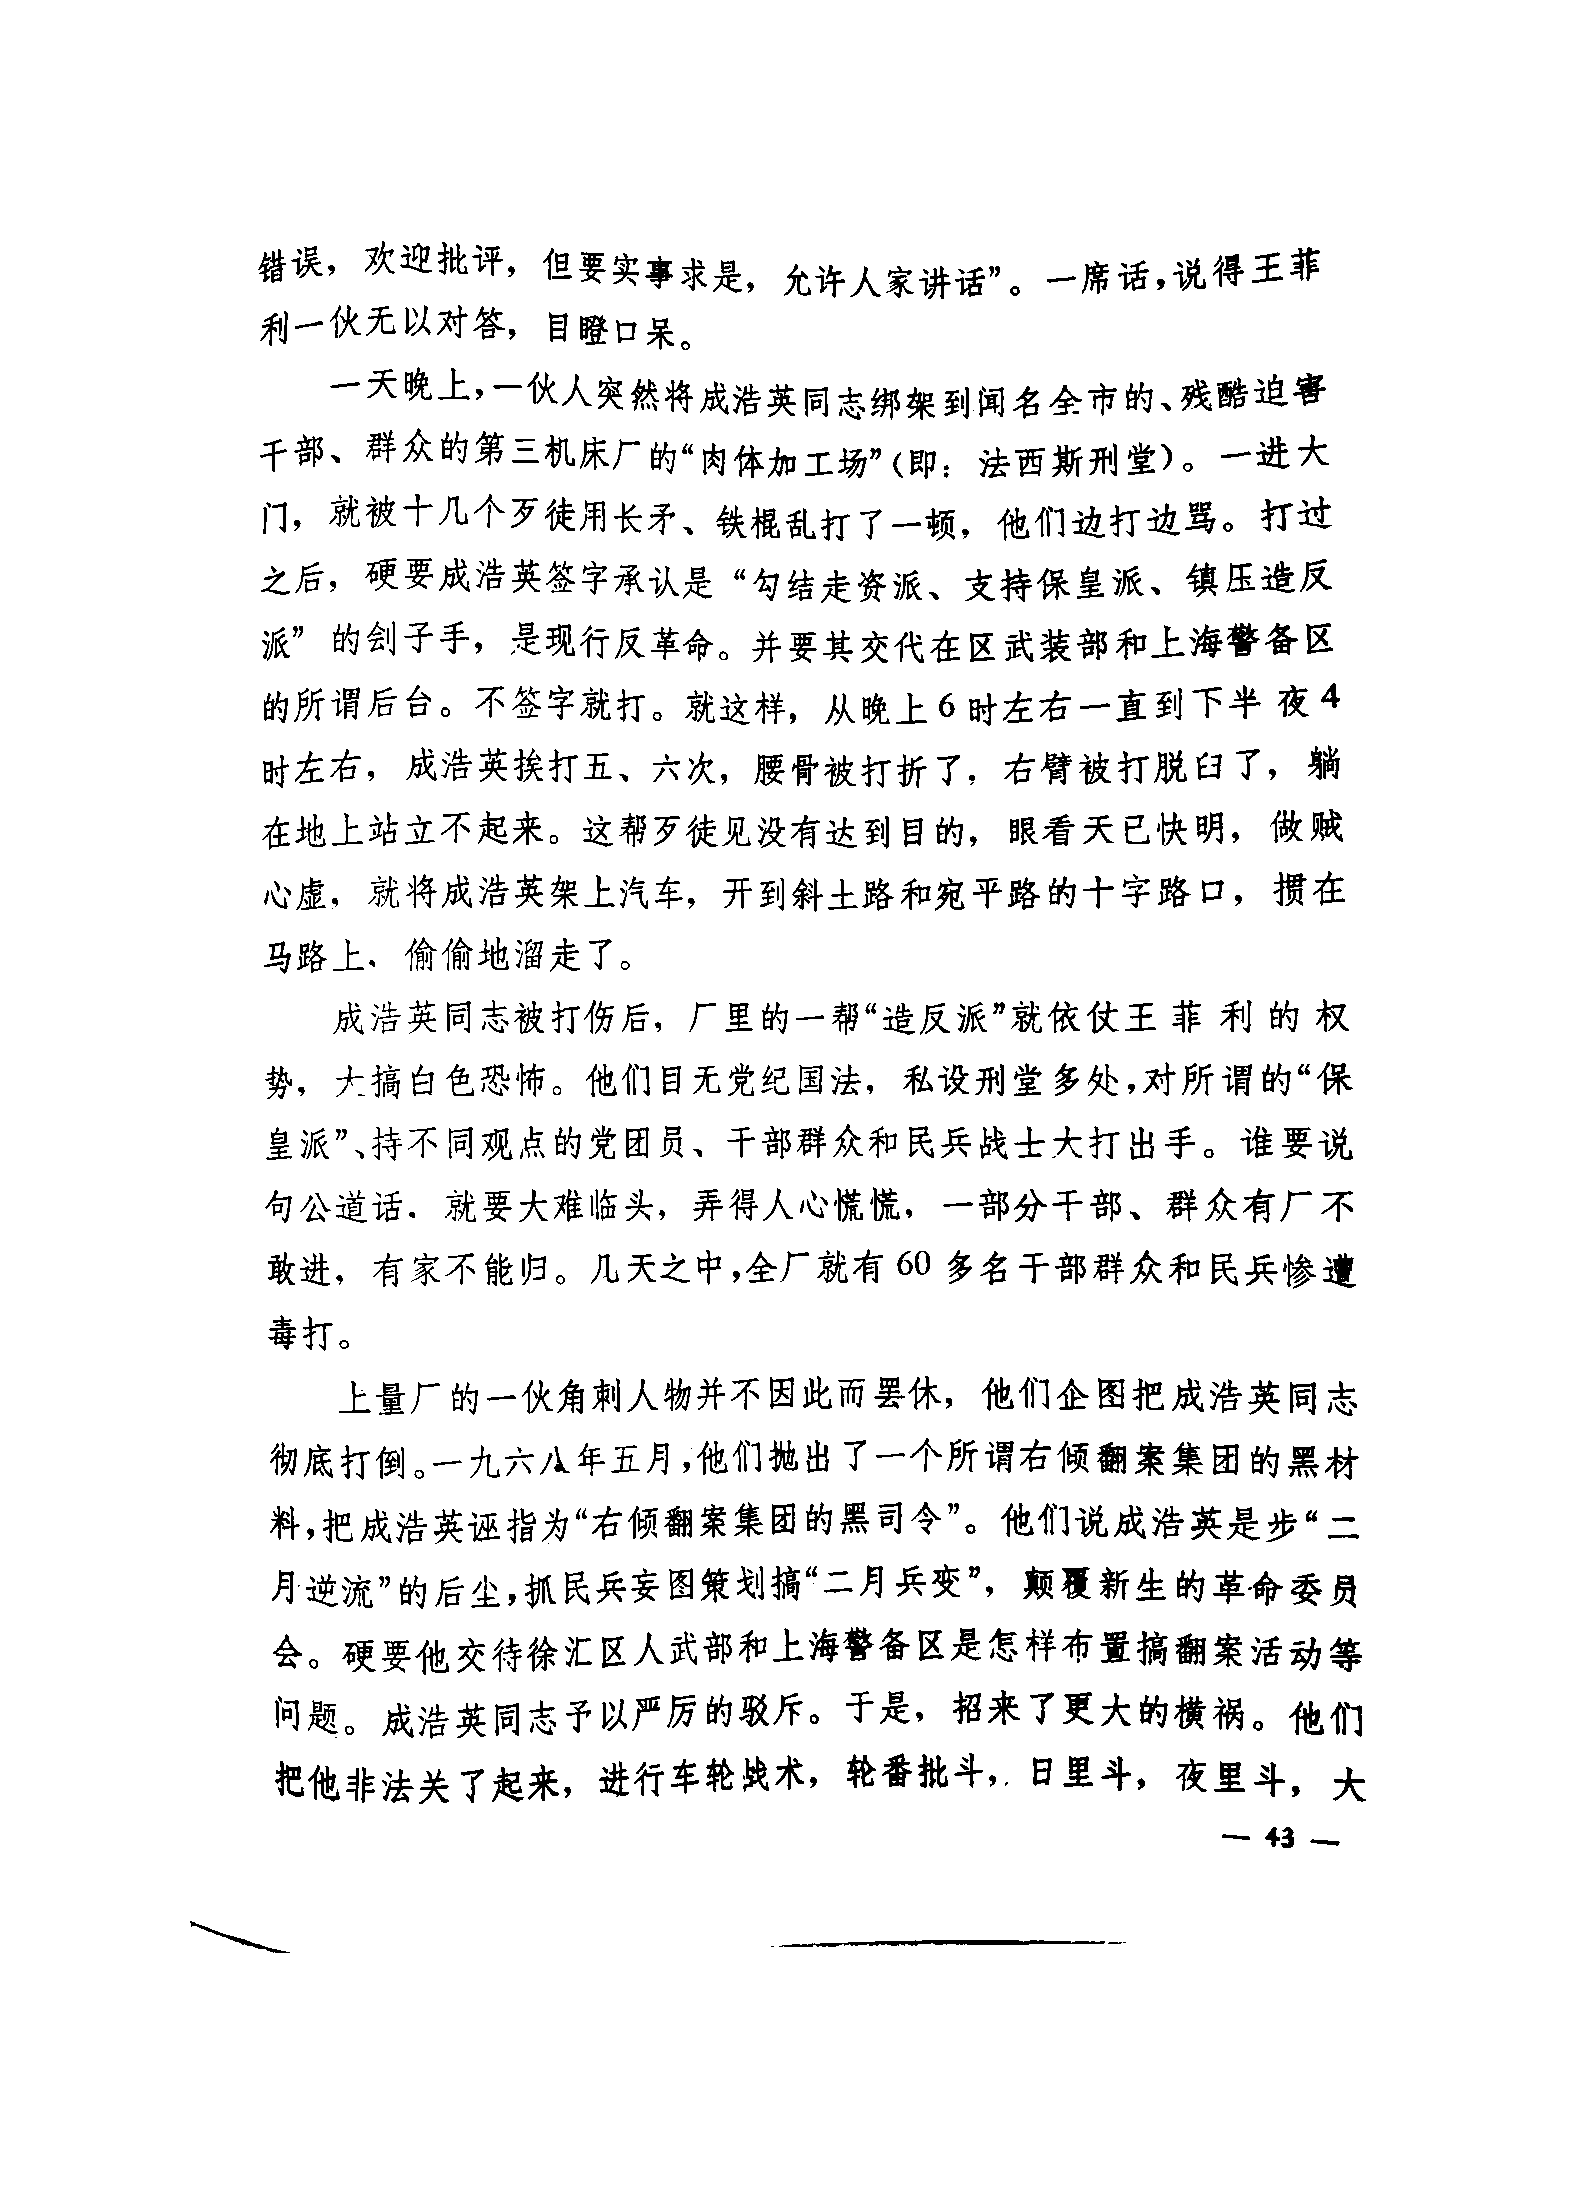 错误，欢迎批评，但要实事求是，允许人家讲话”。一席话，说得王菲
利一伙无以对答，目瞪口呆。
一天晚上，一伙人突然将成浩英同志绑架到闻名全市的、残酷迫害
干部、群众的第三机床厂的“肉体加工场”（即：法西斯刑堂）。一进大
门，就被十几个歹徒用长矛、铁棍乱打了一顿，他们边打边骂。打过
之后，硬要成浩英签字承认是“勾结走资派、支持保皇派、镇压造反
派”的刽子手，是现行反革命。并要其交代在区武装部和上海警备区
的所谓后台。不签字就打。就这样，从晚上6时左右一直到下半夜4
时左右，成浩英挨打五、六次，腰骨被打折了，右臂被打脱臼了，躺
在地上站立不起来。这帮歹徒见没有达到目的，眼看天已快明，做贼
心虚，就将成浩英架上汽车，开到斜土路和宛平路的十字路口，掼在
马路上、偷偷地溜走了。
成浩英同志被打伤后，厂里的一帮“造反派”就依仗王菲利的权
势，大搞白色恐怖。他们目无党纪国法，私设刑堂多处，对所谓的“保
皇派”、持不同观点的党团员、干部群众和民兵战士大打出手。谁要说
句公道话．就要大难临头，弄得人心慌慌，一部分干部、群众有厂不
敢进，有家不能归。几天之中，全厂就有60多名干部群众和民兵惨遭
毒打。
上量厂的一伙角刺人物并不因此而罢休，他们企图把成浩英同志
彻底打倒。一九六八年五月，他们抛出了一个所谓右倾翻案集团的黑材
料，把成浩英诬指为“右倾翻案集团的黑司令”。他们说成浩英是步“二
月逆流”的后尘，抓民兵妄图策划搞“二月兵变”，颠覆新生的革命委员
会。硬要他交待徐汇区人武部和上海警备区是怎样布置搞翻案活动等
问题。成浩英同志予以严厉的驳斥。于是，招来了更大的横祸。他们
把他非法关了起来，进行车轮战术，轮番批斗，日里斗，夜里斗，大
— 43 —